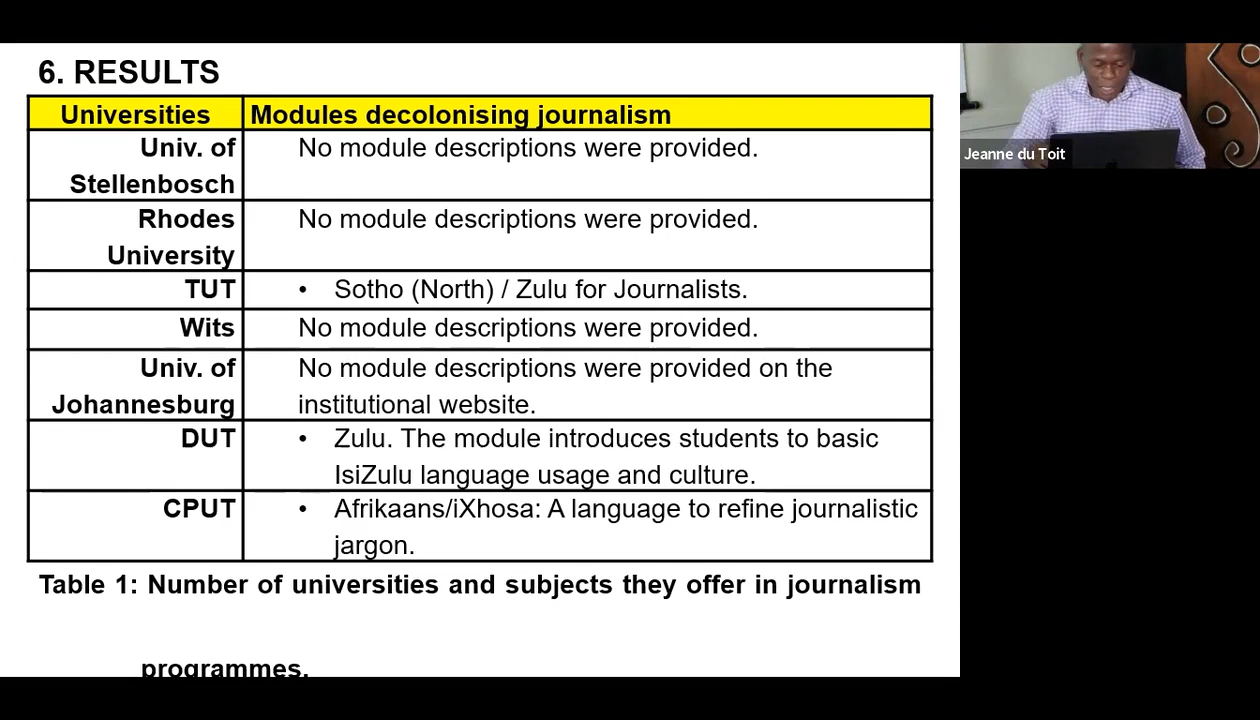 6. RESULTS
Universities Modules decolonising journalism
Univ. of Stellenbosch No module descriptions were provided.
Rhodes University No module descriptions were provided.
TUT • Sotho (North) / Zulu for Journalists.
Wits No module descriptions were provided.
Univ. of Johannesburg No module descriptions were provided on the
institutional website.
DUT • Zulu. The module introduces students to basic
IsiZulu language usage and culture.
CPUT • Afrikaans/iXhosa: A language to refine journalistic
jargon.
Table 1: Number of universities and subjects they offer in journalism
programmes.
Jeanne du Toit